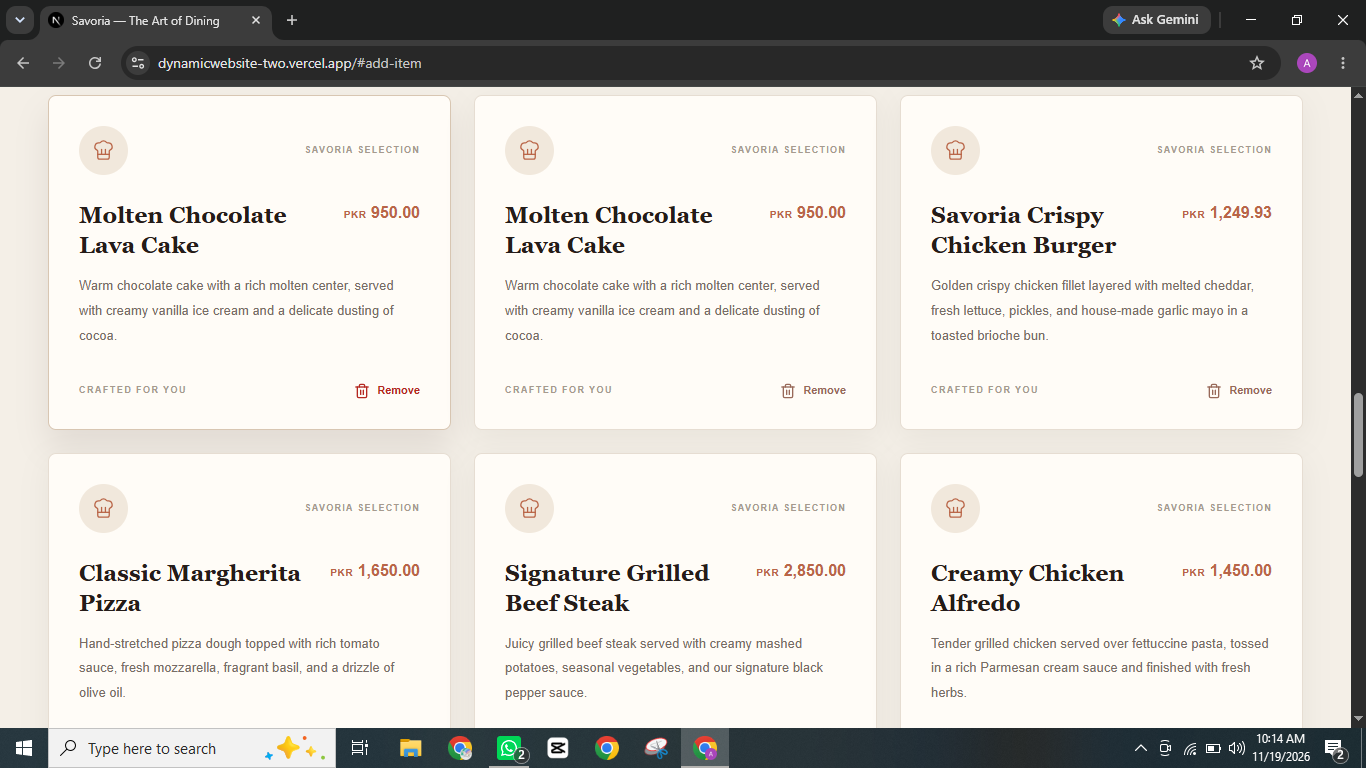 Savoria — The Art of Dining
Ask Gemini
dynamicwebsite-two.vercel.app/#add-item
A
SAVORIA SELECTION
Molten Chocolate
Lava Cake
PKR 950.00
Warm chocolate cake with a rich molten center, served
with creamy vanilla ice cream and a delicate dusting of
cocoa.
CRAFTED FOR YOU
Remove
SAVORIA SELECTION
Molten Chocolate
Lava Cake
PKR 950.00
Warm chocolate cake with a rich molten center, served
with creamy vanilla ice cream and a delicate dusting of
cocoa.
CRAFTED FOR YOU
Remove
SAVORIA SELECTION
Savoria Crispy
Chicken Burger
PKR 1,249.93
Golden crispy chicken fillet layered with melted cheddar,
fresh lettuce, pickles, and house-made garlic mayo in a
toasted brioche bun.
CRAFTED FOR YOU
Remove
SAVORIA SELECTION
Classic Margherita
Pizza
PKR 1,650.00
Hand-stretched pizza dough topped with rich tomato
sauce, fresh mozzarella, fragrant basil, and a drizzle of
olive oil.
SAVORIA SELECTION
Signature Grilled
Beef Steak
PKR 2,850.00
Juicy grilled beef steak served with creamy mashed
potatoes, seasonal vegetables, and our signature black
pepper sauce.
SAVORIA SELECTION
Creamy Chicken
Alfredo
PKR 1,450.00
Tender grilled chicken served over fettuccine pasta, tossed
in a rich Parmesan cream sauce and finished with fresh
herbs.
Type here to search
2
10:14 AM
11/19/2026
2